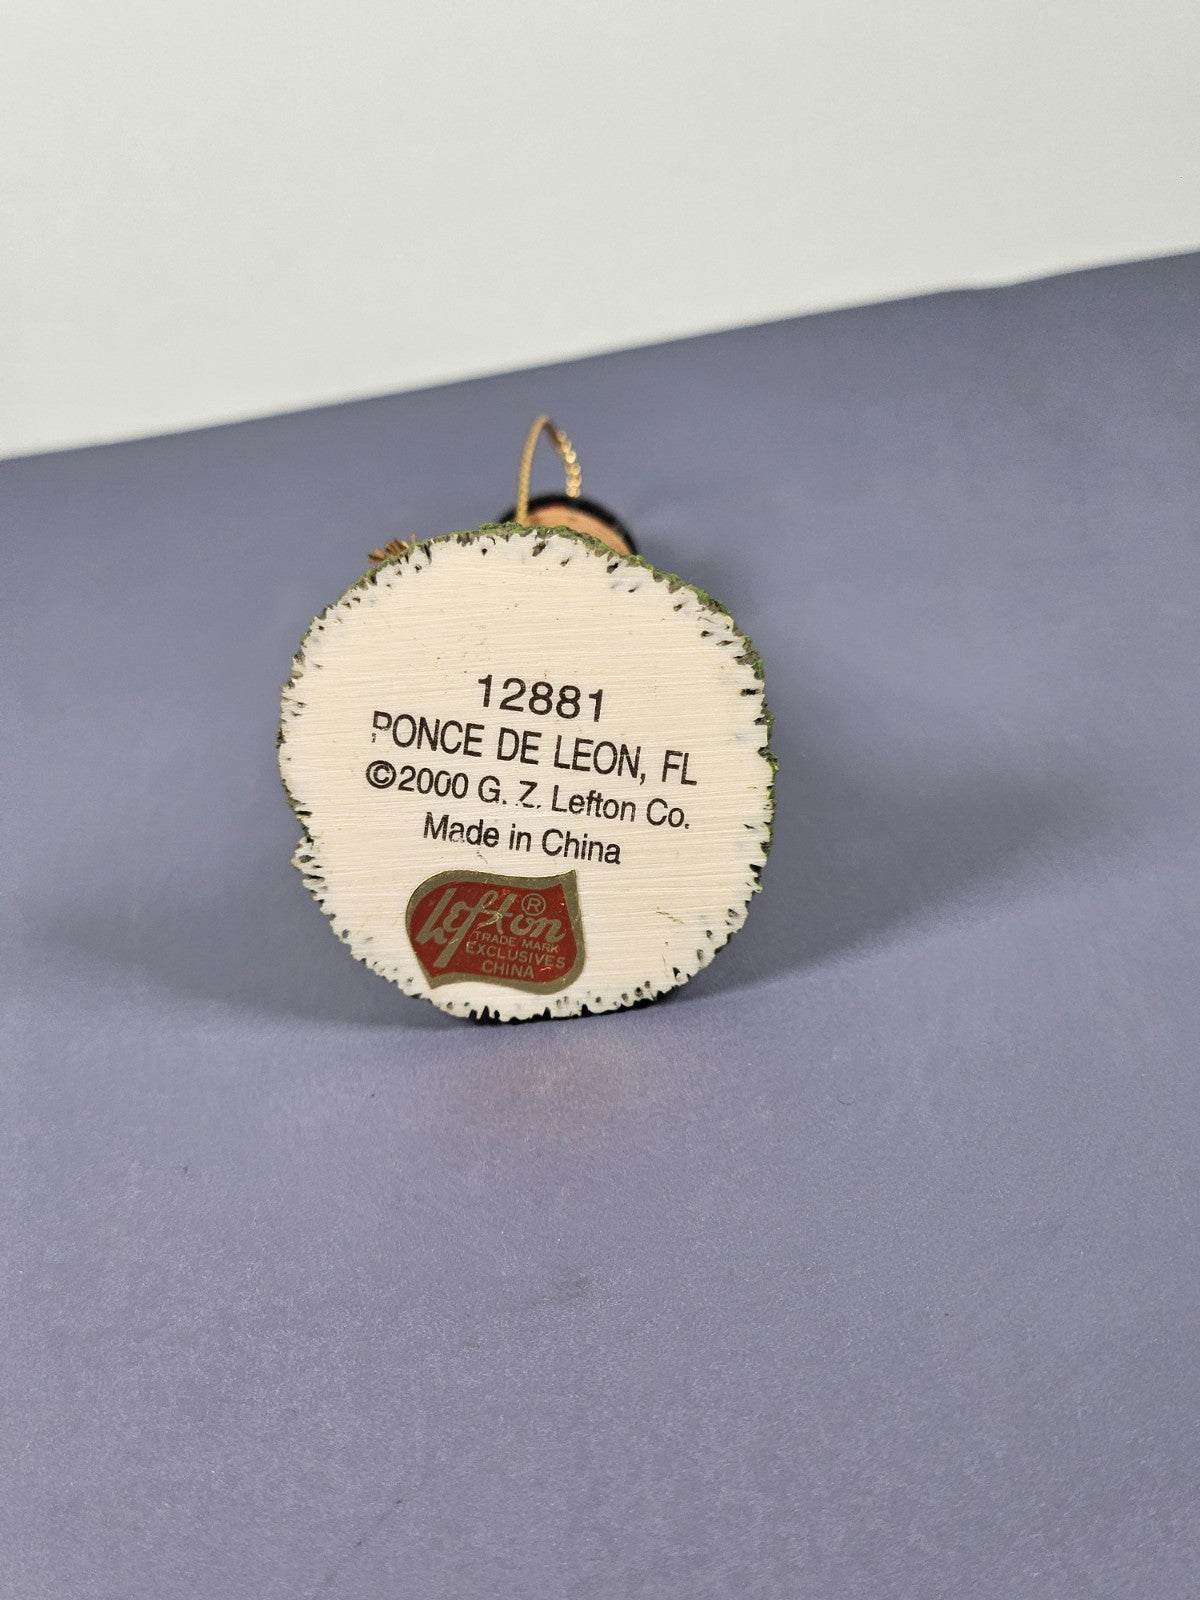 12881
PONCE DE LEON, FL
©2000 G. Z. Lefton Co.
Made in China
Lefton®
TRADE MARK
EXCLUSIVES
CHINA